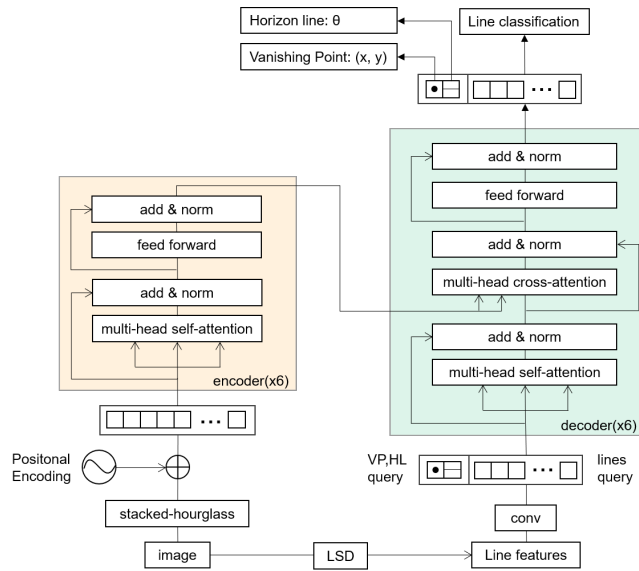 Horizon line: θ
Line classification
Vanishing Point: (x, y)
add & norm
feed forward
add & norm
multi-head cross-attention
add & norm
multi-head self-attention
decoder(x6)
add & norm
feed forward
add & norm
multi-head self-attention
encoder(x6)
Positonal
Encoding
VP,HL
query
lines
query
stacked-hourglass
conv
image
LSD
Line features